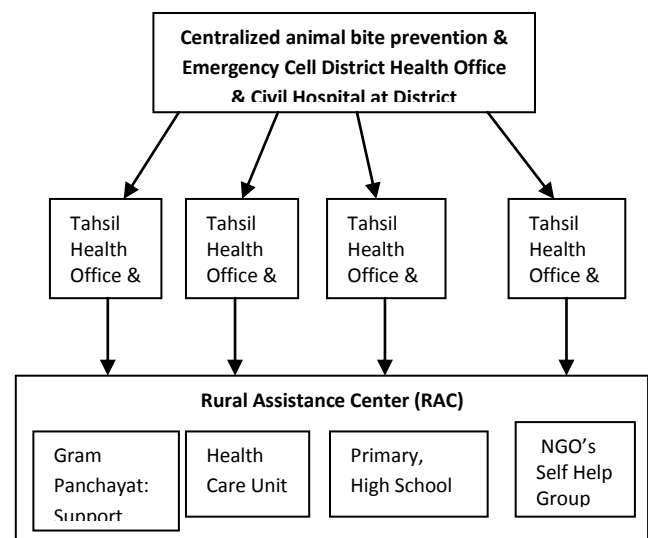 Centralized animal bite prevention &
Emergency Cell District Health Office
& Civil Hospital at District
Tahsil
Health
Office &
Tahsil
Health
Office &
Tahsil
Health
Office &
Tahsil
Health
Office &
Rural Assistance Center (RAC)
Gram
Panchayat:
Support
Health
Care Unit
Primary,
High School
NGO's
Self Help
Group